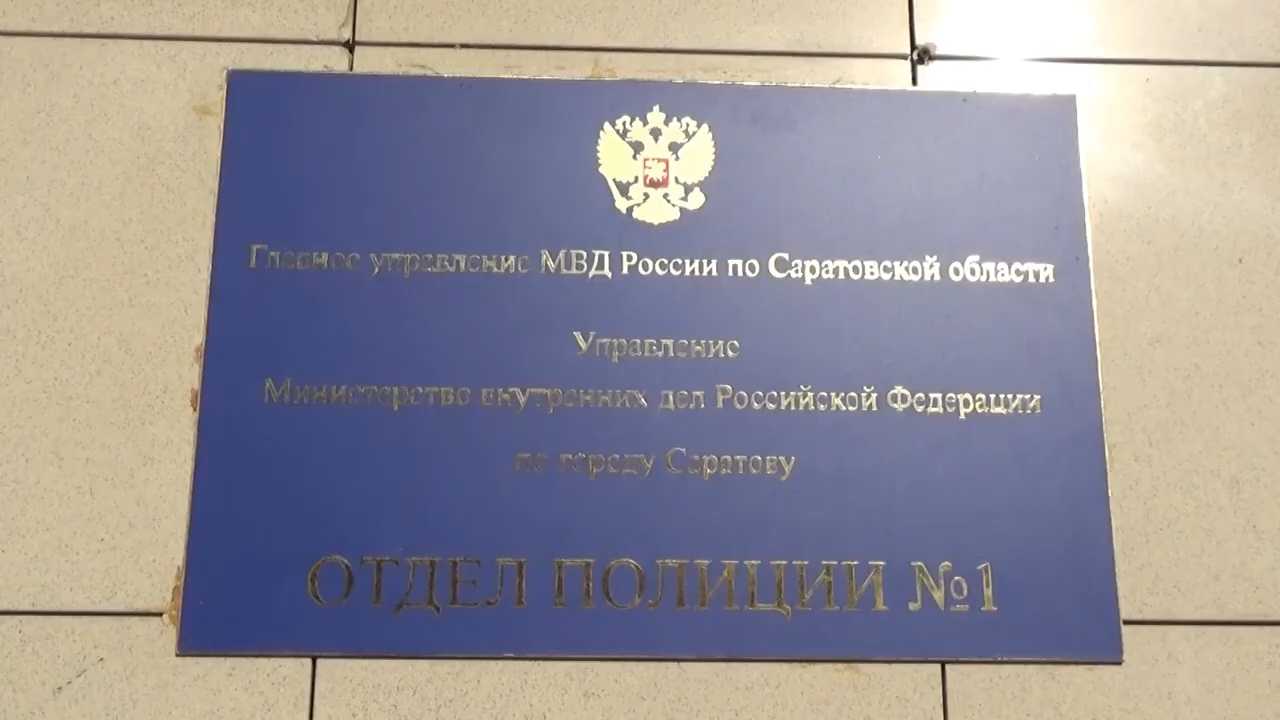 Главное управление МВД России по Саратовской области
Управление
Министерство внутренних дел Российской Федерации
по городу Саратову
ОТДЕЛ ПОЛИЦИИ №1